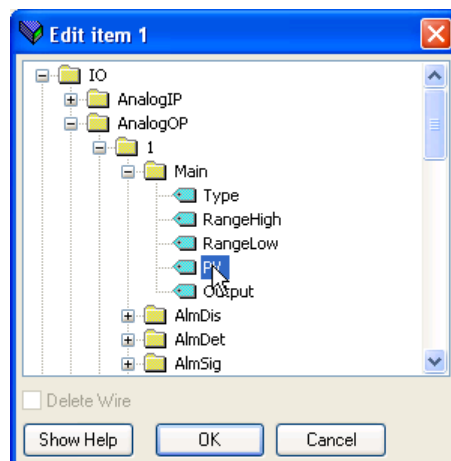 Edit item 1
IO
AnalogIP
AnalogOP
1
Main
Type
RangeHigh
RangeLow
PV
Output
AlmDis
AlmDet
AlmSig
Delete Wire
Show Help OK Cancel